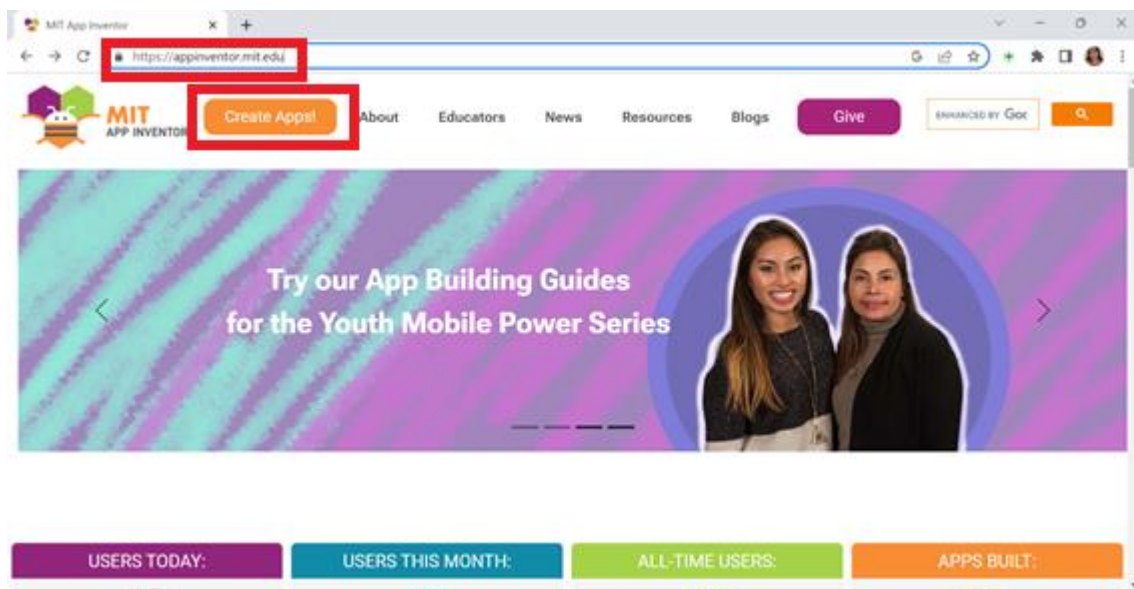 MIT App Inventor
https://appinventor.mit.edu
MIT
APP INVENTOR
Create Apps!
About
Educators
News
Resources
Blogs
Give
ENHANCED BY Goo
Try our App Building Guides
for the Youth Mobile Power Series
USERS TODAY:
USERS THIS MONTH:
ALL-TIME USERS:
APPS BUILT: